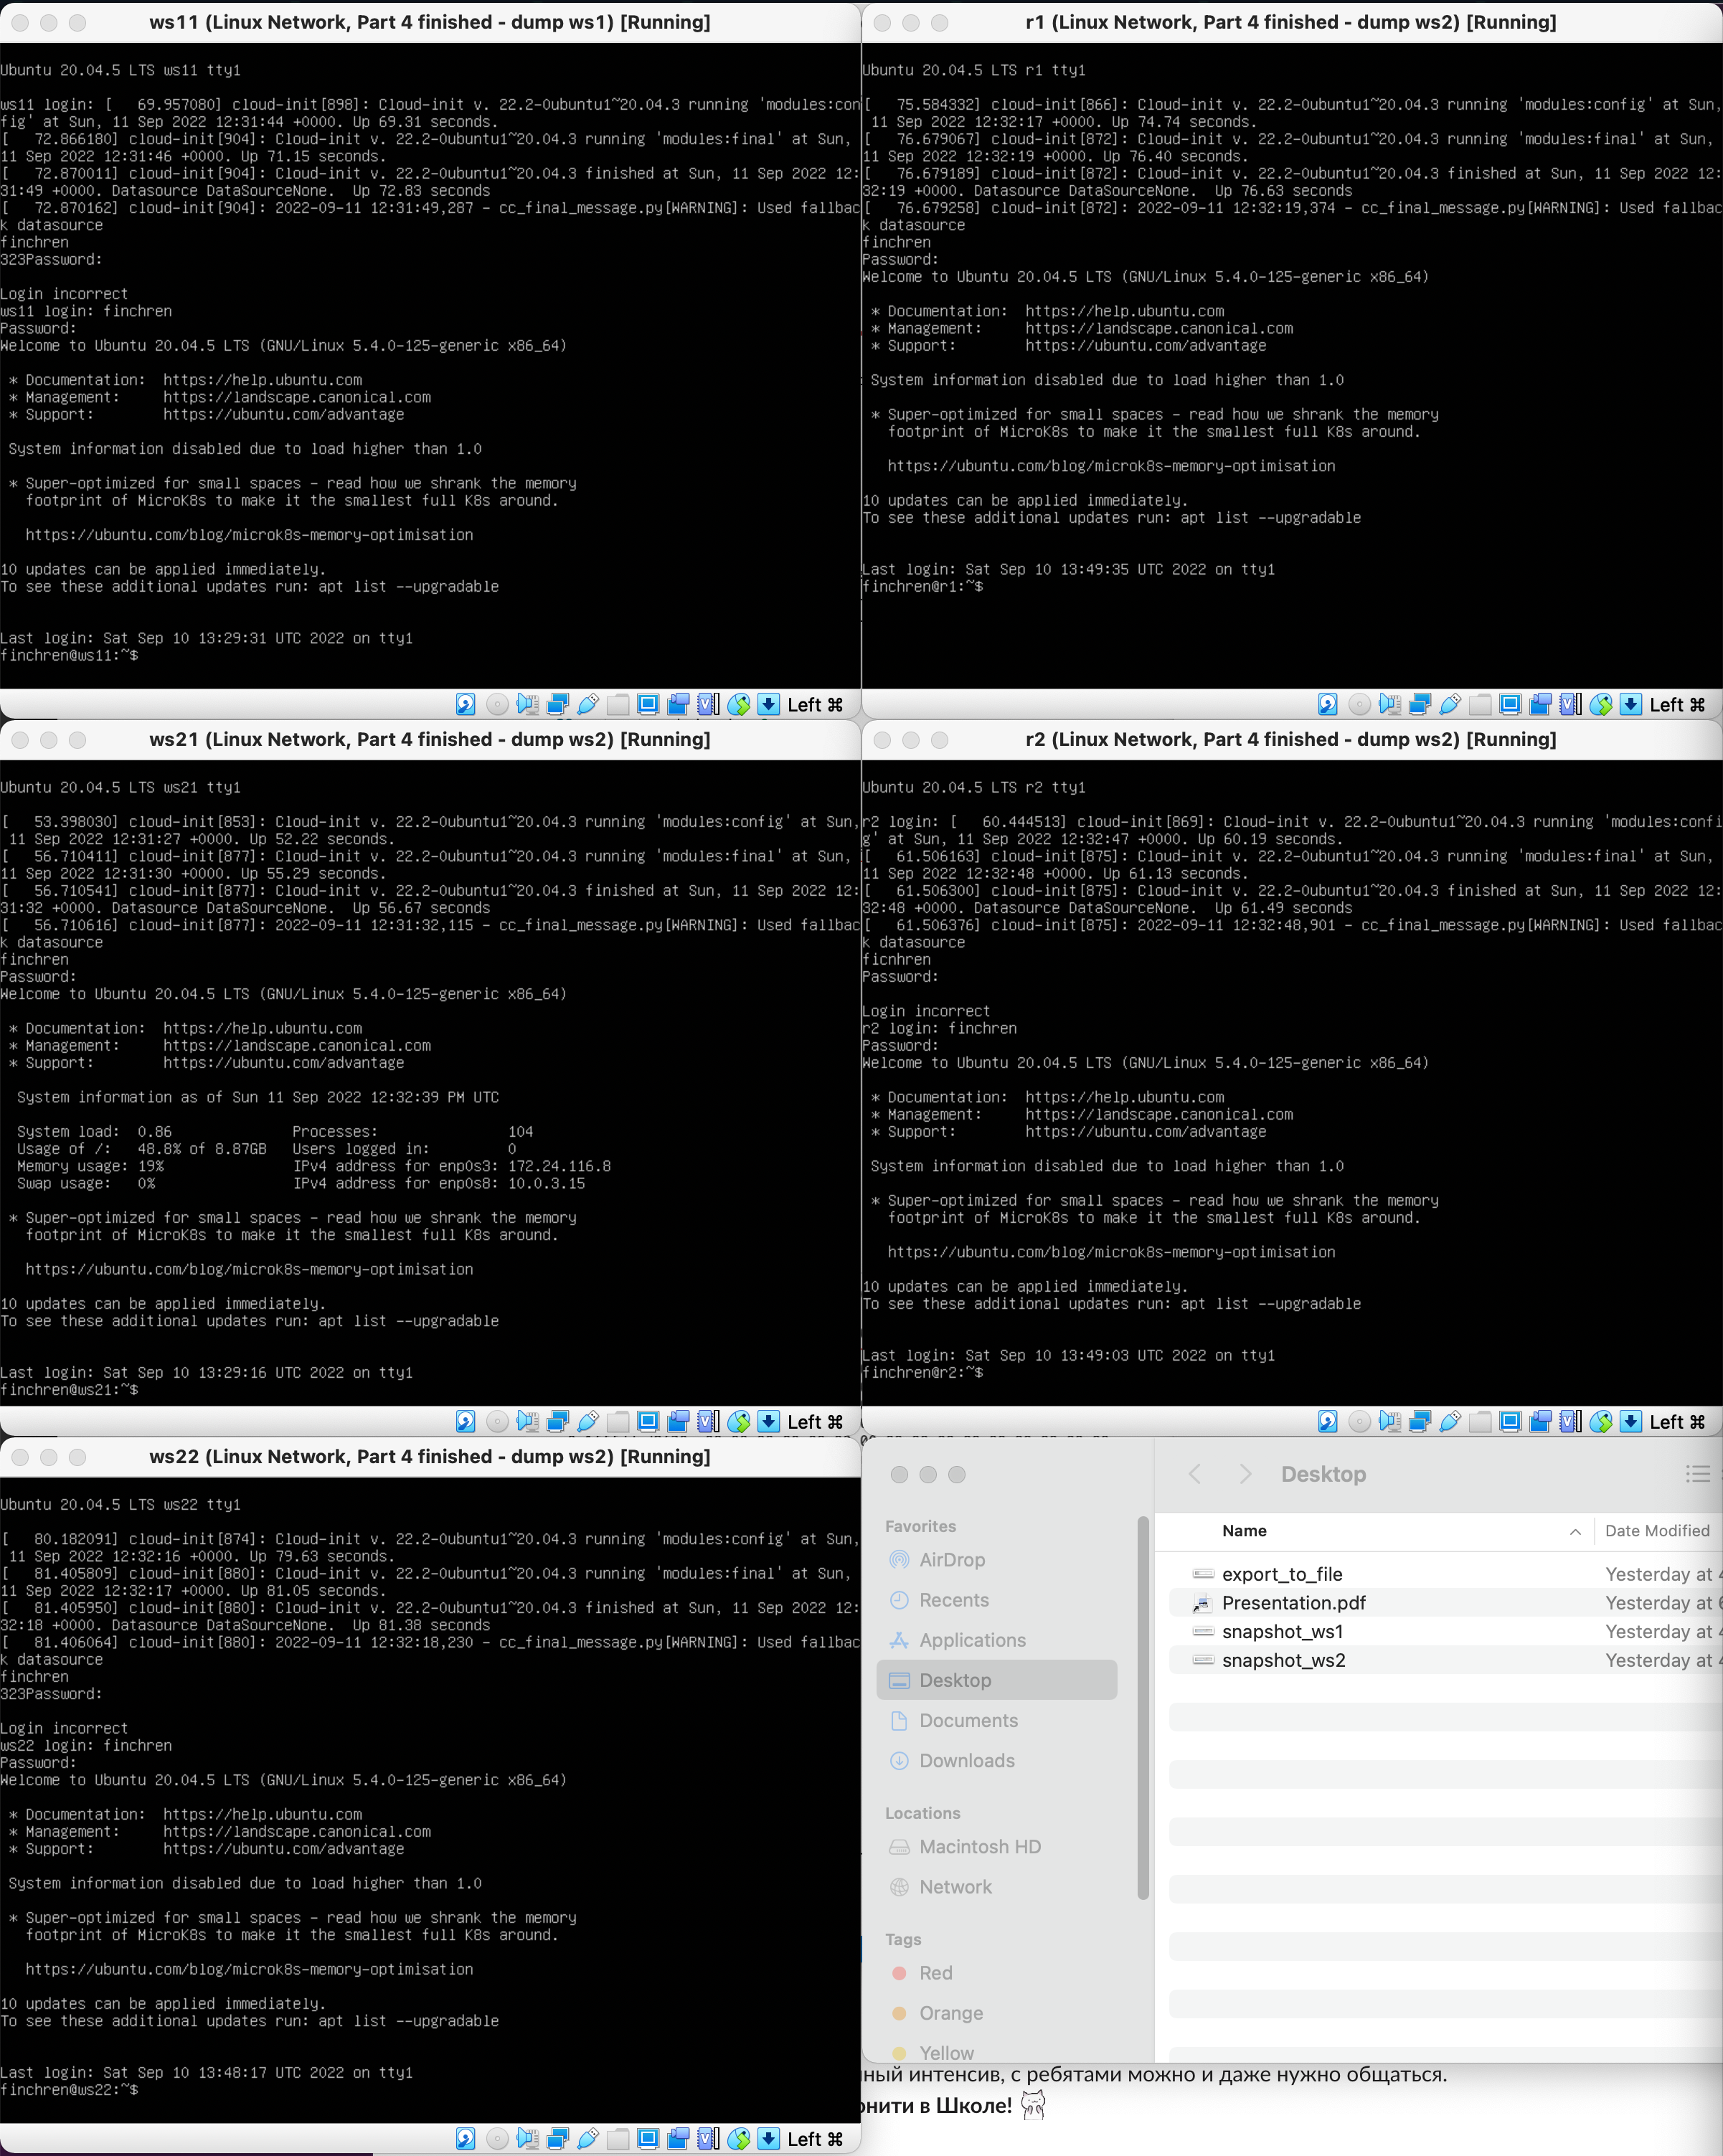 ws11 (Linux Network, Part 4 finished - dump ws1) [Running]
Ubuntu 20.04.5 LTS ws11 tty1
ws11 login: [   69.957080] cloud-init[898]: Cloud-init v. 22.2-0ubuntu1~20.04.3 running 'modules:con
fig' at Sun, 11 Sep 2022 12:31:44 +0000. Up 69.31 seconds.
[   72.866180] cloud-init[904]: Cloud-init v. 22.2-0ubuntu1~20.04.3 running 'modules:final' at Sun,
11 Sep 2022 12:31:46 +0000. Up 71.15 seconds.
[   72.870011] cloud-init[904]: Cloud-init v. 22.2-0ubuntu1~20.04.3 finished at Sun, 11 Sep 2022 12:
31:49 +0000. Datasource DataSourceNone.  Up 72.83 seconds
[   72.870162] cloud-init[904]: 2022-09-11 12:31:49,287 - cc_final_message.py[WARNING]: Used fallbac
k datasource
finchren
323Password:
Login incorrect
ws11 login: finchren
Password:
Welcome to Ubuntu 20.04.5 LTS (GNU/Linux 5.4.0-125-generic x86_64)
* Documentation:  https://help.ubuntu.com
* Management:     https://landscape.canonical.com
* Support:        https://ubuntu.com/advantage
System information disabled due to load higher than 1.0
* Super-optimized for small spaces - read how we shrank the memory
footprint of MicroK8s to make it the smallest full K8s around.
https://ubuntu.com/blog/microk8s-memory-optimisation
10 updates can be applied immediately.
To see these additional updates run: apt list --upgradable
Last login: Sat Sep 10 13:29:31 UTC 2022 on tty1
finchren@ws11:~$
Left ⌘
r1 (Linux Network, Part 4 finished - dump ws2) [Running]
Ubuntu 20.04.5 LTS r1 tty1
[   75.584332] cloud-init[866]: Cloud-init v. 22.2-0ubuntu1~20.04.3 running 'modules:config' at Sun,
11 Sep 2022 12:32:17 +0000. Up 74.74 seconds.
[   76.679067] cloud-init[872]: Cloud-init v. 22.2-0ubuntu1~20.04.3 running 'modules:final' at Sun,
11 Sep 2022 12:32:19 +0000. Up 76.40 seconds.
[   76.679189] cloud-init[872]: Cloud-init v. 22.2-0ubuntu1~20.04.3 finished at Sun, 11 Sep 2022 12:
32:19 +0000. Datasource DataSourceNone.  Up 76.63 seconds
[   76.679258] cloud-init[872]: 2022-09-11 12:32:19,374 - cc_final_message.py[WARNING]: Used fallbac
k datasource
finchren
Password:
Welcome to Ubuntu 20.04.5 LTS (GNU/Linux 5.4.0-125-generic x86_64)
* Documentation:  https://help.ubuntu.com
* Management:     https://landscape.canonical.com
* Support:        https://ubuntu.com/advantage
System information disabled due to load higher than 1.0
* Super-optimized for small spaces - read how we shrank the memory
footprint of MicroK8s to make it the smallest full K8s around.
https://ubuntu.com/blog/microk8s-memory-optimisation
10 updates can be applied immediately.
To see these additional updates run: apt list --upgradable
Last login: Sat Sep 10 13:49:35 UTC 2022 on tty1
finchren@r1:~$
Left ⌘
ws21 (Linux Network, Part 4 finished - dump ws2) [Running]
Ubuntu 20.04.5 LTS ws21 tty1
[   53.398030] cloud-init[853]: Cloud-init v. 22.2-0ubuntu1~20.04.3 running 'modules:config' at Sun,
11 Sep 2022 12:31:27 +0000. Up 52.22 seconds.
[   56.710411] cloud-init[877]: Cloud-init v. 22.2-0ubuntu1~20.04.3 running 'modules:final' at Sun,
11 Sep 2022 12:31:30 +0000. Up 55.29 seconds.
[   56.710541] cloud-init[877]: Cloud-init v. 22.2-0ubuntu1~20.04.3 finished at Sun, 11 Sep 2022 12:
31:32 +0000. Datasource DataSourceNone.  Up 56.67 seconds
[   56.710616] cloud-init[877]: 2022-09-11 12:31:32,115 - cc_final_message.py[WARNING]: Used fallbac
k datasource
finchren
Password:
Welcome to Ubuntu 20.04.5 LTS (GNU/Linux 5.4.0-125-generic x86_64)
* Documentation:  https://help.ubuntu.com
* Management:     https://landscape.canonical.com
* Support:        https://ubuntu.com/advantage
System information as of Sun 11 Sep 2022 12:32:39 PM UTC
System load:  0.86              Processes:               104
Usage of /:   48.8% of 8.87GB   Users logged in:         0
Memory usage: 19%               IPv4 address for enp0s3: 172.24.116.8
Swap usage:   0%                IPv4 address for enp0s8: 10.0.3.15
* Super-optimized for small spaces - read how we shrank the memory
footprint of MicroK8s to make it the smallest full K8s around.
https://ubuntu.com/blog/microk8s-memory-optimisation
10 updates can be applied immediately.
To see these additional updates run: apt list --upgradable
Last login: Sat Sep 10 13:29:16 UTC 2022 on tty1
finchren@ws21:~$
Left ⌘
r2 (Linux Network, Part 4 finished - dump ws2) [Running]
Ubuntu 20.04.5 LTS r2 tty1
r2 login: [   60.444513] cloud-init[869]: Cloud-init v. 22.2-0ubuntu1~20.04.3 running 'modules:confi
g' at Sun, 11 Sep 2022 12:32:47 +0000. Up 60.19 seconds.
[   61.506163] cloud-init[875]: Cloud-init v. 22.2-0ubuntu1~20.04.3 running 'modules:final' at Sun,
11 Sep 2022 12:32:48 +0000. Up 61.13 seconds.
[   61.506300] cloud-init[875]: Cloud-init v. 22.2-0ubuntu1~20.04.3 finished at Sun, 11 Sep 2022 12:
32:48 +0000. Datasource DataSourceNone.  Up 61.49 seconds
[   61.506376] cloud-init[875]: 2022-09-11 12:32:48,901 - cc_final_message.py[WARNING]: Used fallbac
k datasource
ficnhren
Password:
Login incorrect
r2 login: finchren
Password:
Welcome to Ubuntu 20.04.5 LTS (GNU/Linux 5.4.0-125-generic x86_64)
* Documentation:  https://help.ubuntu.com
* Management:     https://landscape.canonical.com
* Support:        https://ubuntu.com/advantage
System information disabled due to load higher than 1.0
* Super-optimized for small spaces - read how we shrank the memory
footprint of MicroK8s to make it the smallest full K8s around.
https://ubuntu.com/blog/microk8s-memory-optimisation
10 updates can be applied immediately.
To see these additional updates run: apt list --upgradable
Last login: Sat Sep 10 13:49:03 UTC 2022 on tty1
finchren@r2:~$
Left ⌘
ws22 (Linux Network, Part 4 finished - dump ws2) [Running]
Ubuntu 20.04.5 LTS ws22 tty1
[   80.182091] cloud-init[874]: Cloud-init v. 22.2-0ubuntu1~20.04.3 running 'modules:config' at Sun,
11 Sep 2022 12:32:16 +0000. Up 79.63 seconds.
[   81.405809] cloud-init[880]: Cloud-init v. 22.2-0ubuntu1~20.04.3 running 'modules:final' at Sun,
11 Sep 2022 12:32:17 +0000. Up 81.05 seconds.
[   81.405950] cloud-init[880]: Cloud-init v. 22.2-0ubuntu1~20.04.3 finished at Sun, 11 Sep 2022 12:
32:18 +0000. Datasource DataSourceNone.  Up 81.38 seconds
[   81.406064] cloud-init[880]: 2022-09-11 12:32:18,230 - cc_final_message.py[WARNING]: Used fallbac
k datasource
finchren
323Password:
Login incorrect
ws22 login: finchren
Password:
Welcome to Ubuntu 20.04.5 LTS (GNU/Linux 5.4.0-125-generic x86_64)
* Documentation:  https://help.ubuntu.com
* Management:     https://landscape.canonical.com
* Support:        https://ubuntu.com/advantage
System information disabled due to load higher than 1.0
* Super-optimized for small spaces - read how we shrank the memory
footprint of MicroK8s to make it the smallest full K8s around.
https://ubuntu.com/blog/microk8s-memory-optimisation
10 updates can be applied immediately.
To see these additional updates run: apt list --upgradable
Last login: Sat Sep 10 13:48:17 UTC 2022 on tty1
finchren@ws22:~$
Left ⌘
Favorites
AirDrop
Recents
Applications
Desktop
Documents
Downloads
Locations
Macintosh HD
Network
Tags
Red
Orange
Yellow
Desktop
Name Date Modified
export_to_file Yesterday at
Presentation.pdf Yesterday at
snapshot_ws1 Yesterday at
snapshot_ws2 Yesterday at
интенсив, с ребятами можно и даже нужно общаться.
в Школе!